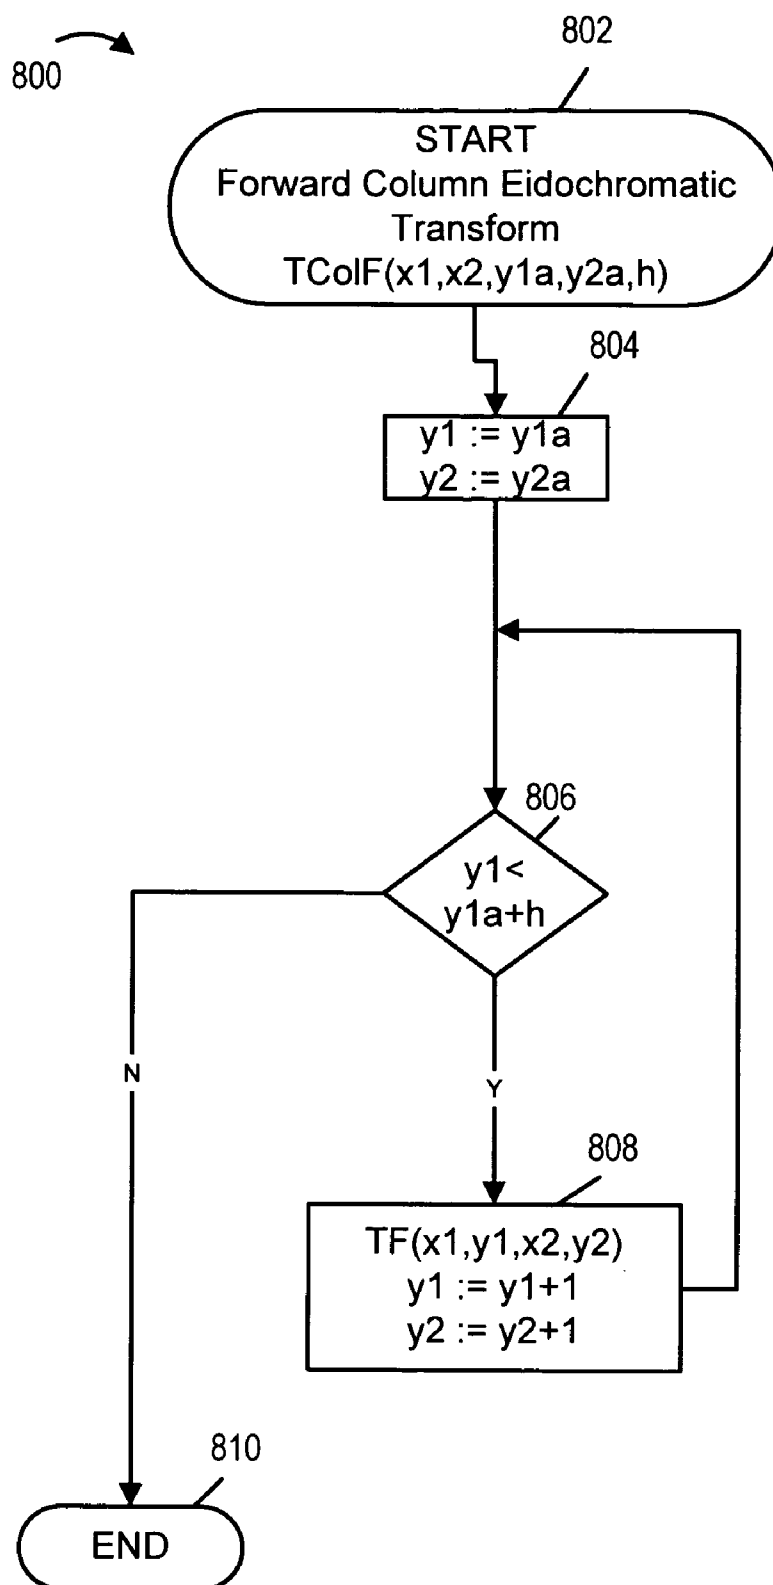 802
800
START
Forward Column Eidochromatic
Transform
TColF(x1,x2,y1a,y2a,h)
804
y1 := y1a
y2 := y2a
806
y1<
y1a+h
N
Y
808
TF(x1,y1,x2,y2)
y1 := y1+1
y2 := y2+1
810
END